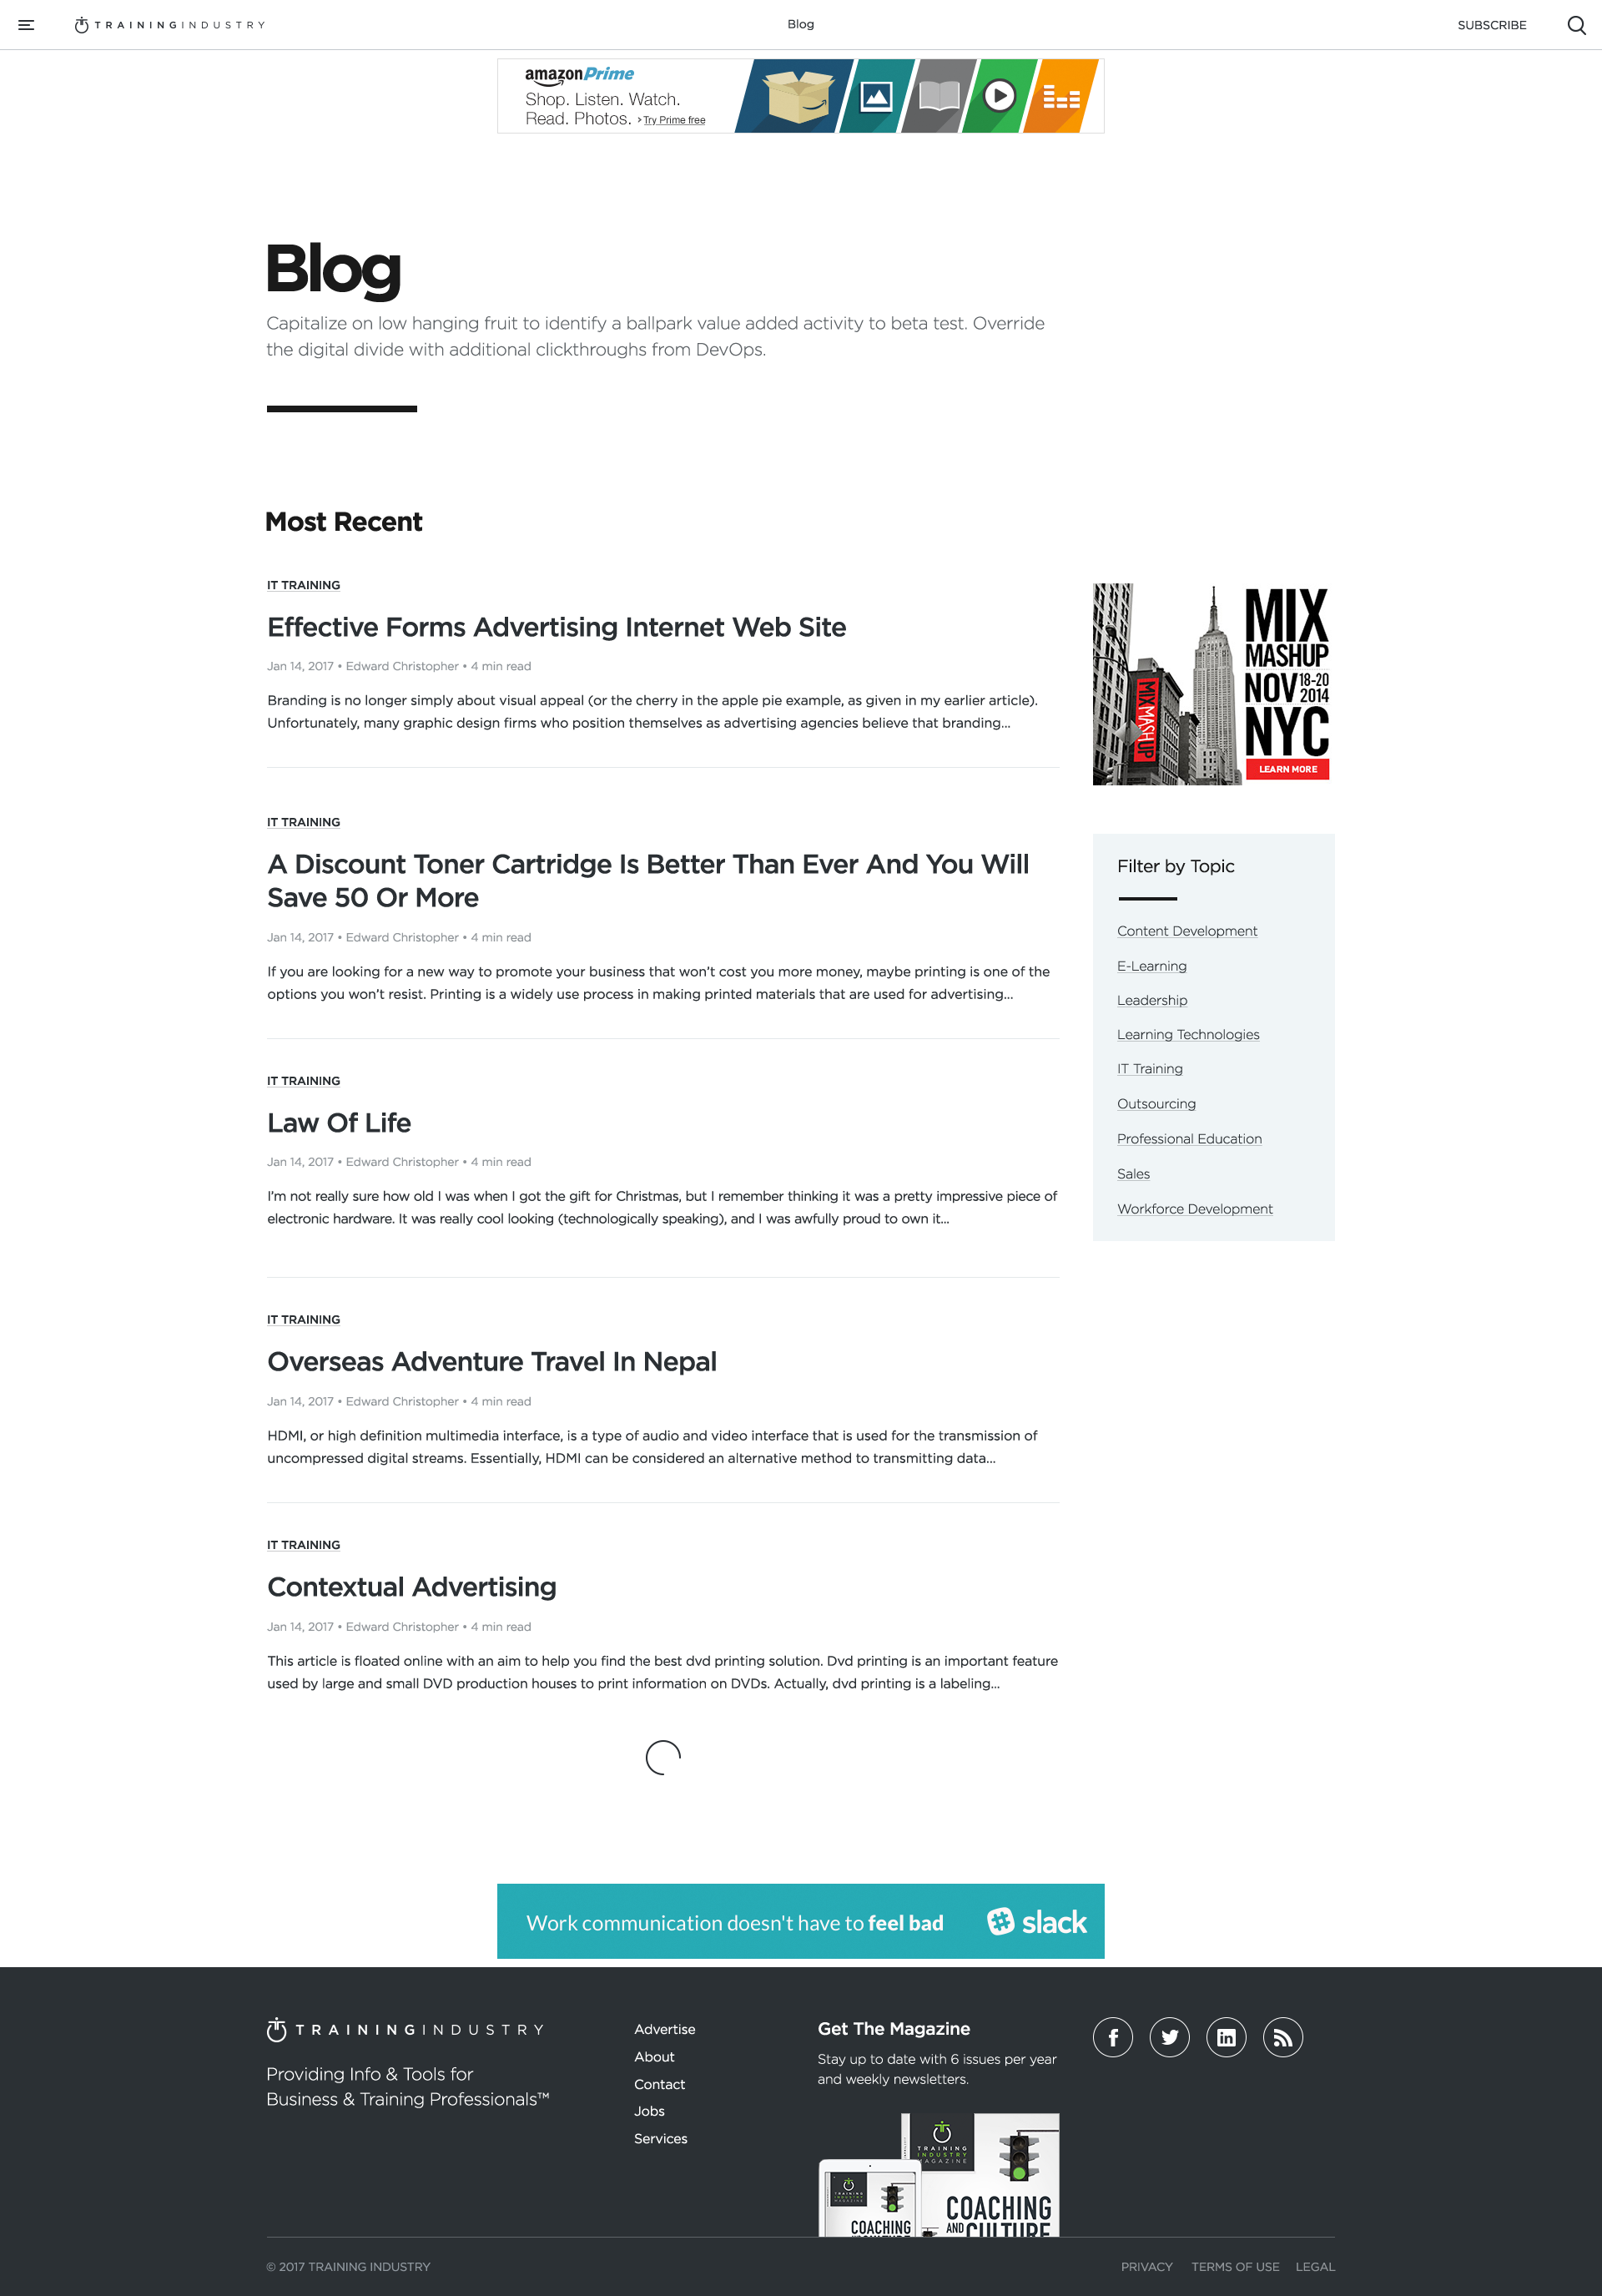 TRAININGINDUSTRY
Blog
SUBSCRIBE
amazonPrime
Shop. Listen. Watch.
Read. Photos. › Try Prime free
Blog
Capitalize on low hanging fruit to identify a ballpark value added activity to beta test. Override
the digital divide with additional clickthroughs from DevOps.
Most Recent
IT TRAINING
Effective Forms Advertising Internet Web Site
Jan 14, 2017 • Edward Christopher • 4 min read
Branding is no longer simply about visual appeal (or the cherry in the apple pie example, as given in my earlier article).
Unfortunately, many graphic design firms who position themselves as advertising agencies believe that branding...
IT TRAINING
A Discount Toner Cartridge Is Better Than Ever And You Will
Save 50 Or More
Jan 14, 2017 • Edward Christopher • 4 min read
If you are looking for a new way to promote your business that won't cost you more money, maybe printing is one of the
options you won't resist. Printing is a widely use process in making printed materials that are used for advertising...
IT TRAINING
Law Of Life
Jan 14, 2017 • Edward Christopher • 4 min read
I'm not really sure how old I was when I got the gift for Christmas, but I remember thinking it was a pretty impressive piece of
electronic hardware. It was really cool looking (technologically speaking), and I was awfully proud to own it...
IT TRAINING
Overseas Adventure Travel In Nepal
Jan 14, 2017 • Edward Christopher • 4 min read
HDMI, or high definition multimedia interface, is a type of audio and video interface that is used for the transmission of
uncompressed digital streams. Essentially, HDMI can be considered an alternative method to transmitting data...
IT TRAINING
Contextual Advertising
Jan 14, 2017 • Edward Christopher • 4 min read
This article is floated online with an aim to help you find the best dvd printing solution. Dvd printing is an important feature
used by large and small DVD production houses to print information on DVDs. Actually, dvd printing is a labeling...
MIX MASHUP
MIX
MASHUP
NOV 18-20
2014
NYC
LEARN MORE
Filter by Topic
Content Development
E-Learning
Leadership
Learning Technologies
IT Training
Outsourcing
Professional Education
Sales
Workforce Development
Work communication doesn't have to feel bad
slack
TRAININGINDUSTRY
Providing Info & Tools for
Business & Training Professionals™
Advertise
About
Contact
Jobs
Services
Get The Magazine
Stay up to date with 6 issues per year
and weekly newsletters.
TRAINING
INDUSTRY
MAGAZINE
COACHING
AND CULTURE
TRAINING
INDUSTRY
MAGAZINE
COACHING
© 2017 TRAINING INDUSTRY
PRIVACY
TERMS OF USE
LEGAL